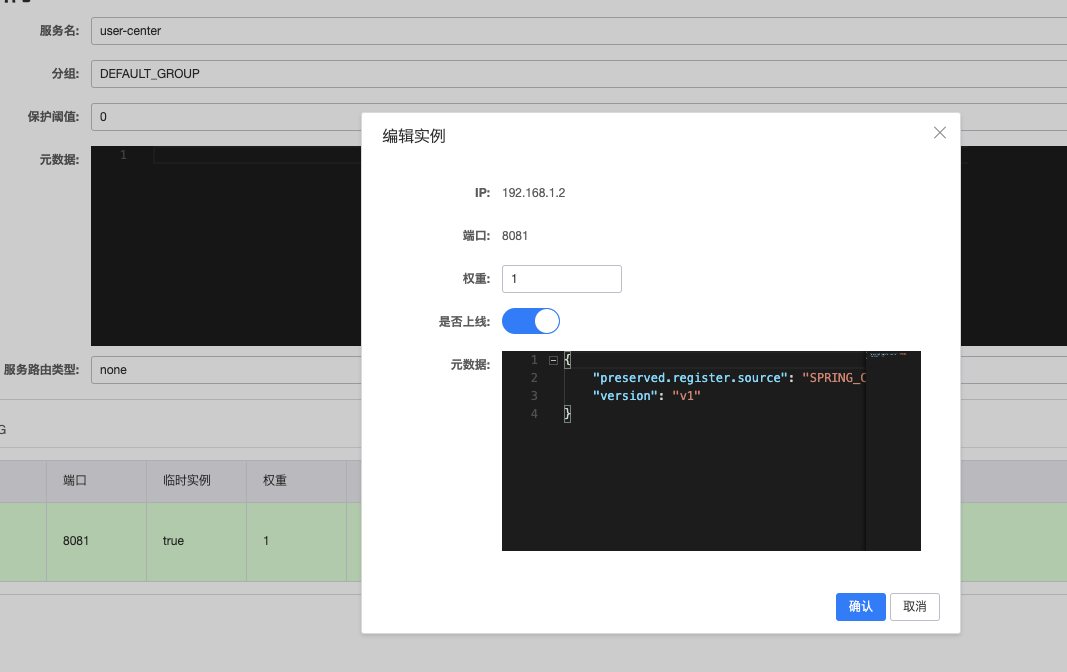 服务名: user-center
分组: DEFAULT_GROUP
保护阈值: 0
元数据:
1
服务路由类型: none
G
端口 临时实例 权重
8081 true 1
编辑实例
IP: 192.168.1.2
端口: 8081
权重: 1
是否上线:
元数据:
1 {
2 "preserved.register.source": "SPRING_C
3 "version": "v1"
4 }
确认 取消